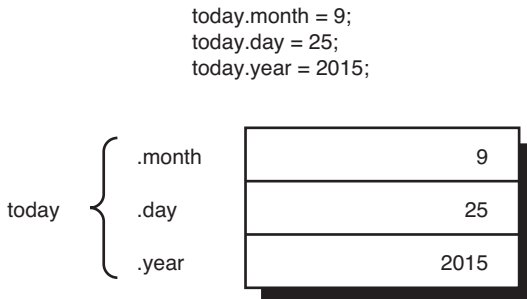 today.month = 9;
today.day = 25;
today.year = 2015;
.month 9
today .day 25
.year 2015